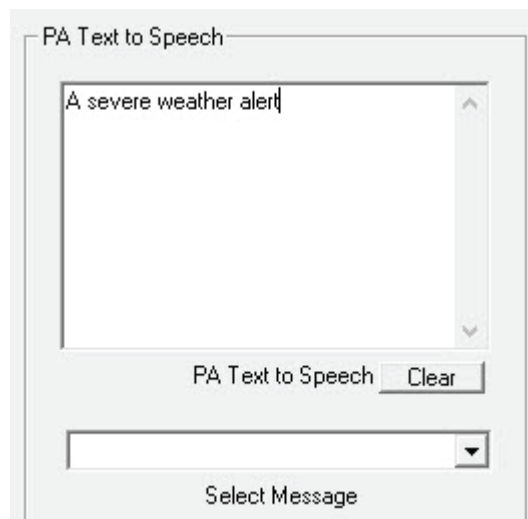 PA Text to Speech
A severe weather alert
PA Text to Speech Clear
Select Message